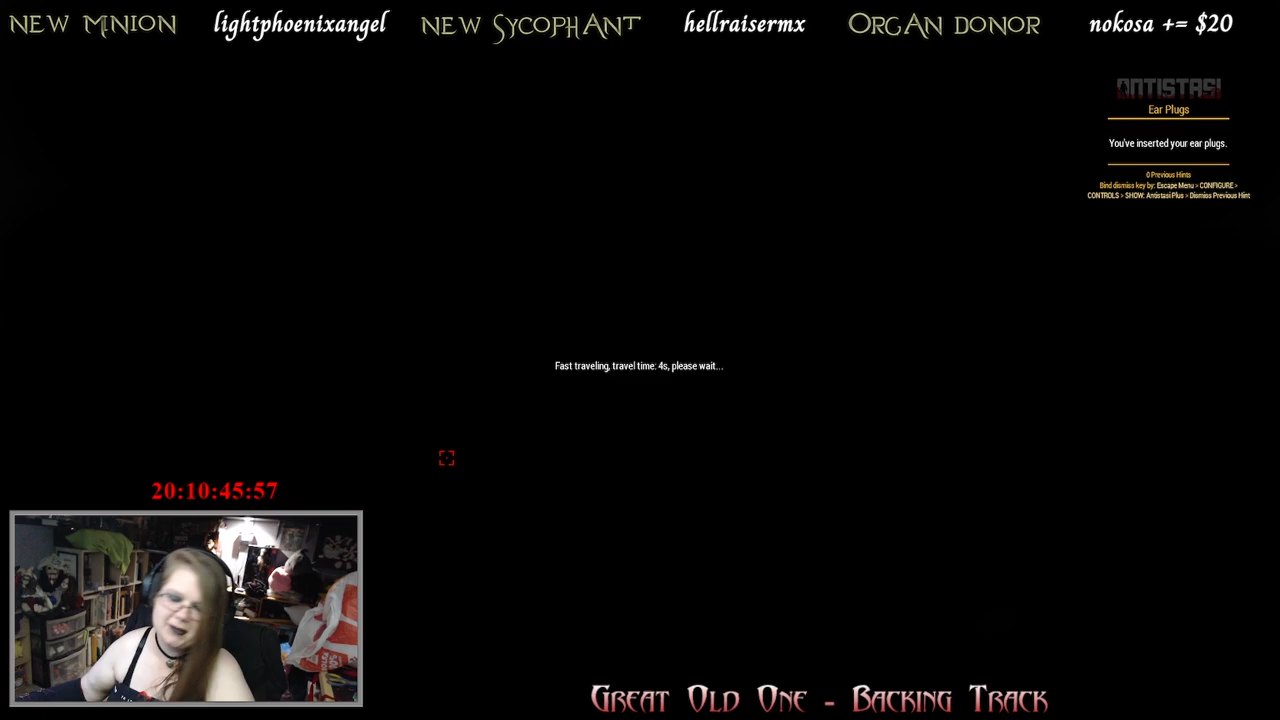 NEW MINION lightphoenixangel NEW SYCOPHANT hellraisermx ORGAN DONOR nokosa += $20
ANTISTASI
Ear Plugs
You've inserted your ear plugs.
0 Previous Hints
Bind dismiss key by: Escape Menu > CONFIGURE >
CONTROLS > SHOW: Antistasi Plus > Dismiss Previous Hint
Fast traveling, travel time: 4s, please wait...
20:10:45:57
GREAT OLD ONE - BACKING TRACK